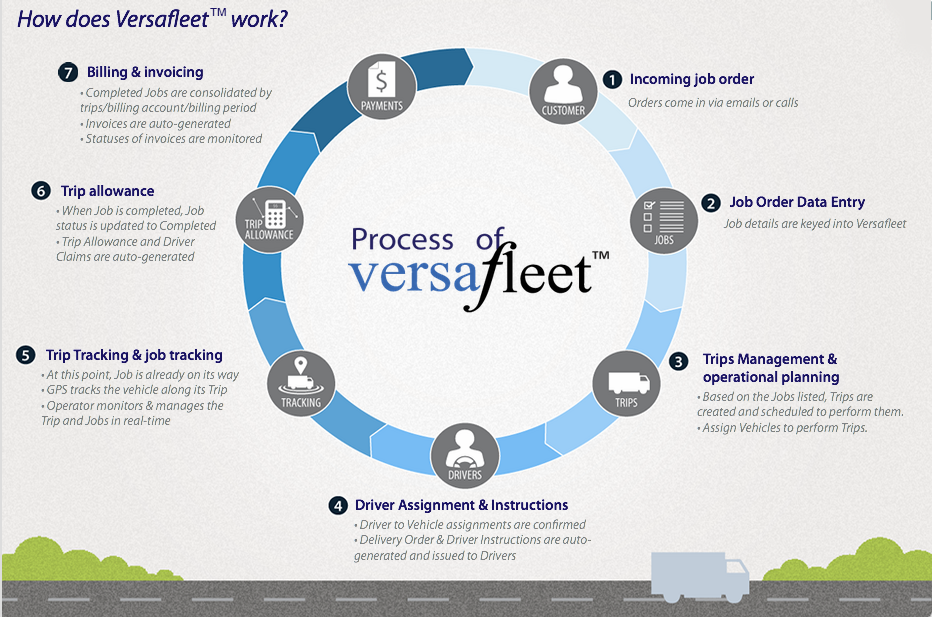 How does Versafleet™ work?
7 Billing & invoicing
• Completed Jobs are consolidated by
trips/billing account/billing period
• Invoices are auto-generated
• Statuses of invoices are monitored
PAYMENTS
CUSTOMER
1 Incoming job order
Orders come in via emails or calls
6 Trip allowance
• When Job is completed, Job
status is updated to Completed
• Trip Allowance and Driver
Claims are auto-generated
TRIP
ALLOWANCE
JOBS
2 Job Order Data Entry
Job details are keyed into Versafleet
Process of
versafleet™
5 Trip Tracking & job tracking
• At this point, Job is already on its way
• GPS tracks the vehicle along its Trip
• Operator monitors & manages the
Trip and Jobs in real-time
TRACKING
TRIPS
3 Trips Management &
operational planning
• Based on the Jobs listed, Trips are
created and scheduled to perform them.
• Assign Vehicles to perform Trips.
DRIVERS
4 Driver Assignment & Instructions
• Driver to Vehicle assignments are confirmed
• Delivery Order & Driver Instructions are auto-
generated and issued to Drivers